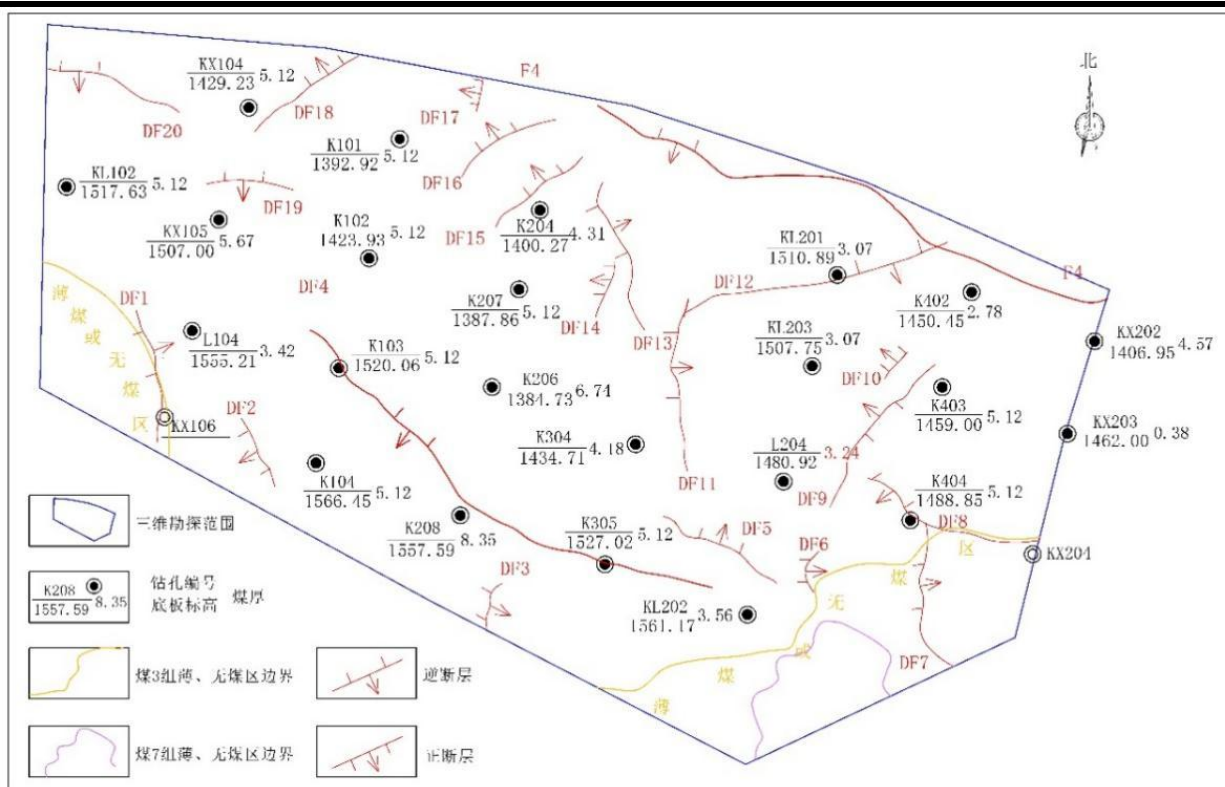 F4
北
KX104
1429.23 5.12
DF18
DF17
DF20
K101
1392.92 5.12
DF16
KL102
1517.63 5.12
DF19
KX105
1507.00 5.67
K102
1423.93 5.12
DF15
K204
1400.27 4.31
KL201
1510.89 3.07
DF12
F4
DF4
K207
1387.86 5.12
DF14
DF13
K402
1450.45 2.78
薄煤或无煤区
DF1
L104
1555.21 3.42
K103
1520.06 5.12
KL203
1507.75 3.07
DF10
KX202
1406.95 4.57
K206
1384.73 6.74
K403
1459.00 5.12
KX106
DF2
K304
1434.71 4.18
KX203
1462.00 0.38
L204
1480.92 3.24
DF11
DF9
K104
1566.45 5.12
K404
1488.85 5.12
DF8
K208
1557.59 8.35
K305
1527.02 5.12
DF5
DF6
KX204
DF3
KL202
1561.17 3.56
DF7
薄煤或无煤区
三维勘探范围
K208
1557.59 8.35
钻孔编号
底板标高 煤厚
煤3组薄、无煤区边界
逆断层
煤7组薄、无煤区边界
正断层